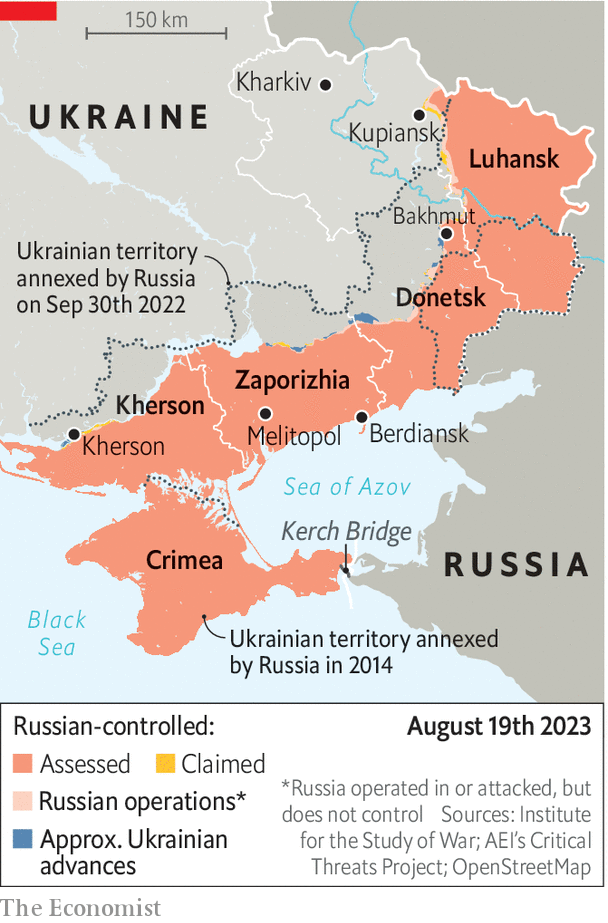 150 km
Kharkiv
UKRAINE
Kupiansk
Luhansk
Bakhmut
Ukrainian territory
annexed by Russia
on Sep 30th 2022
Donetsk
Zaporizhia
Kherson
Kherson
Melitopol
Berdiansk
Sea of Azov
Kerch Bridge
Crimea
RUSSIA
Black
Sea
Ukrainian territory annexed
by Russia in 2014
Russian-controlled:
August 19th 2023
Assessed
Claimed
Russian operations*
Approx. Ukrainian
advances
*Russia operated in or attacked, but
does not control Sources: Institute
for the Study of War; AEI's Critical
Threats Project; OpenStreetMap
The Economist